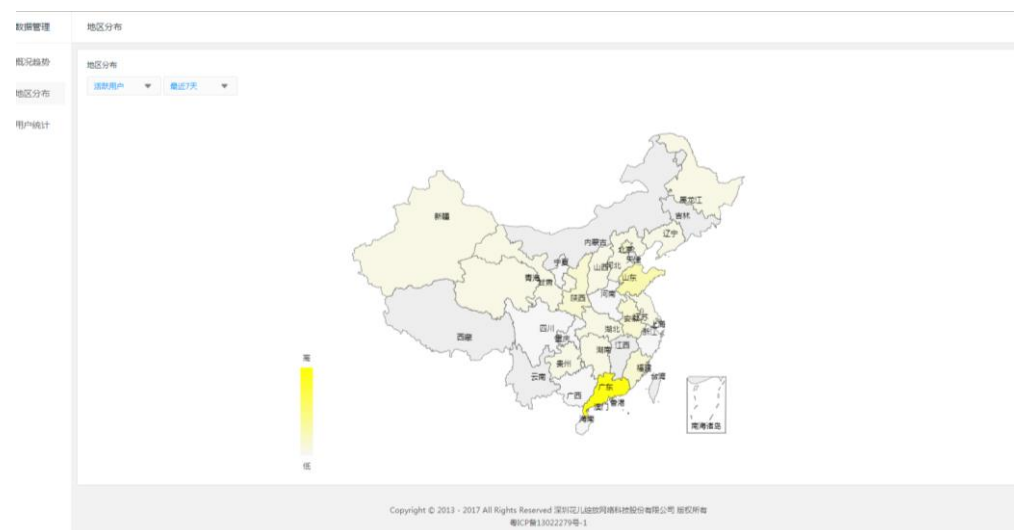 数据管理
地区分布
概况趋势
地区分布
用户统计
地区分布
活跃用户
最近7天
黑龙江
吉林
新疆
辽宁
内蒙古
北京
天津
宁夏
山西
河北
山东
青海
甘肃
陕西
河南
安徽
江苏
上海
西藏
四川
重庆
湖北
浙江
湖南
江西
贵州
福建
云南
台湾
广西
广东
澳门
香港
海南
南海诸岛
高
低
Copyright © 2013 - 2017 All Rights Reserved 深圳花儿绽放网络科技股份有限公司 版权所有
粤ICP备13022279号-1